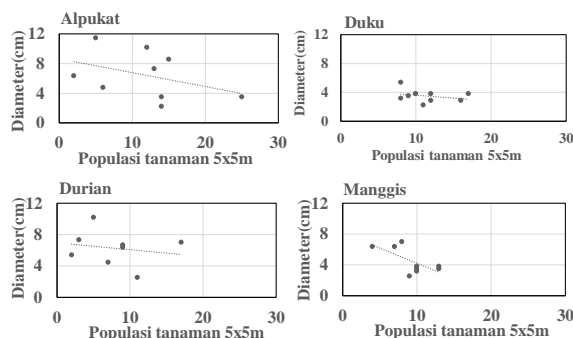 Alpukat
Diameter(cm)
12
8
4
0
0 10 20 30
Populasi tanaman 5x5m
Duku
Diameter(cm)
12
8
4
0
Populasi tanaman 5x5m
0 10 20 30
Durian
Diameter(cm)
12
8
4
0
0 10 20 30
Populasi tanaman 5x5m
Manggis
Diameter(cm)
12
8
4
0
0 10 20 30
Populasi tanaman 5x5m